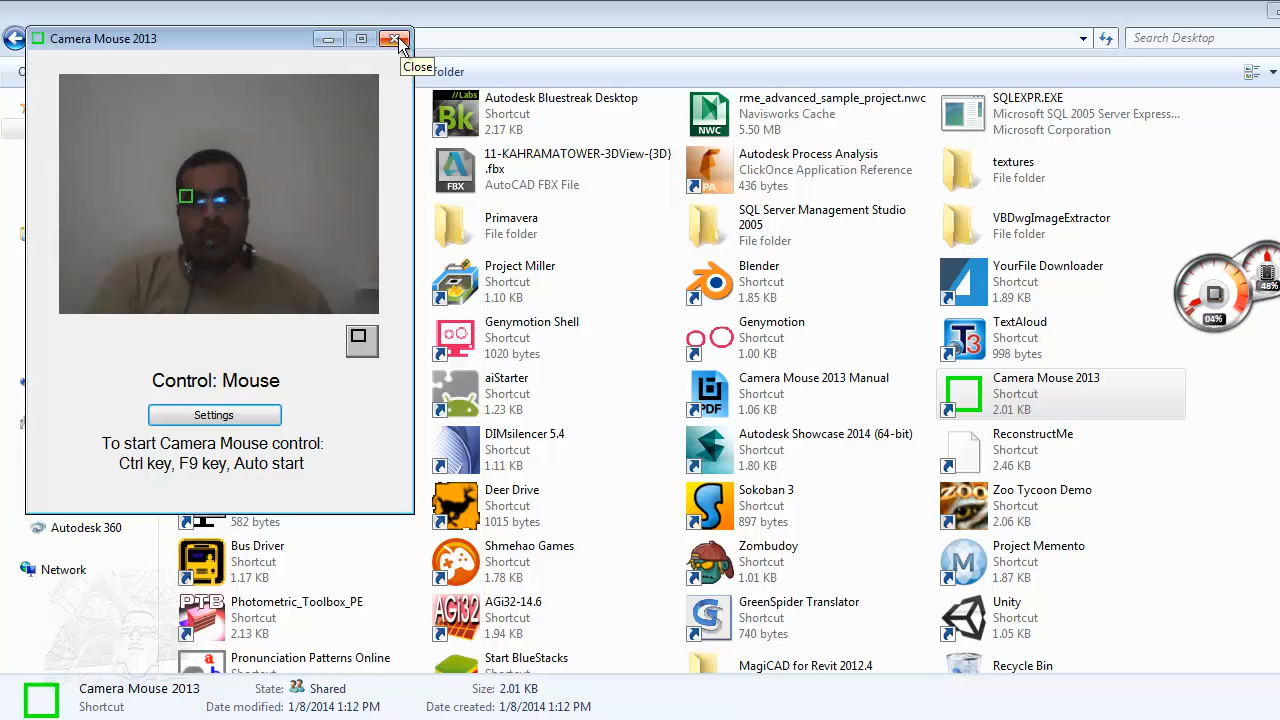 Camera Mouse 2013
Close
Control: Mouse
Settings
To start Camera Mouse control:
Ctrl key, F9 key, Auto start
Search Desktop
folder
//Labs
Bk
Autodesk Bluestreak Desktop
Shortcut
2.17 KB
NWC
rme_advanced_sample_project.nwc
Navisworks Cache
5.50 MB
SQLEXPR.EXE
Microsoft SQL 2005 Server Express...
Microsoft Corporation
FBX
11-KAHRAMATOWER-3DView-{3D}
.fbx
AutoCAD FBX File
PA
Autodesk Process Analysis
ClickOnce Application Reference
436 bytes
textures
File folder
Primavera
File folder
SQL Server Management Studio
2005
File folder
VBDwgImageExtractor
File folder
Project Miller
Shortcut
1.10 KB
Blender
Shortcut
1.85 KB
YourFile Downloader
Shortcut
1.89 KB
Genymotion Shell
Shortcut
1020 bytes
Genymotion
Shortcut
1.00 KB
T3
TextAloud
Shortcut
998 bytes
aiStarter
Shortcut
1.23 KB
PDF
Camera Mouse 2013 Manual
Shortcut
1.06 KB
Camera Mouse 2013
Shortcut
2.01 KB
DIMsilencer 5.4
Shortcut
1.11 KB
Autodesk Showcase 2014 (64-bit)
Shortcut
1.80 KB
ReconstructMe
Shortcut
2.46 KB
Autodesk 360
582 bytes
Deer Drive
Shortcut
1015 bytes
Sokoban 3
Shortcut
897 bytes
ZOO
Zoo Tycoon Demo
Shortcut
2.06 KB
Network
Bus Driver
Shortcut
1.17 KB
Shmehao Games
Shortcut
1.78 KB
Zombudoy
Shortcut
1.01 KB
M
Project Memento
Shortcut
1.87 KB
PTB
Photometric_Toolbox_PE
Shortcut
2.13 KB
AGI32
AGi32-14.6
Shortcut
1.94 KB
GreenSpider Translator
Shortcut
740 bytes
Unity
Shortcut
1.05 KB
a
b
Pronunciation Patterns Online
Start BlueStacks
MagiCAD for Revit 2012.4
Recycle Bin
04%
48%
Camera Mouse 2013
Shortcut
State: Shared
Date modified: 1/8/2014 1:12 PM
Size: 2.01 KB
Date created: 1/8/2014 1:12 PM